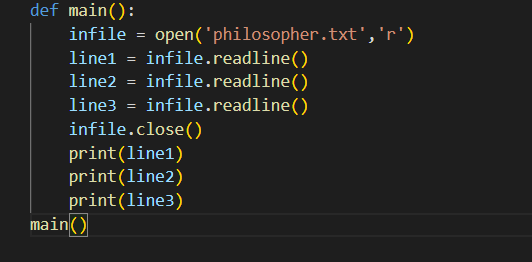 def main():
    infile = open('philosopher.txt','r')
    line1 = infile.readline()
    line2 = infile.readline()
    line3 = infile.readline()
    infile.close()
    print(line1)
    print(line2)
    print(line3)
main()